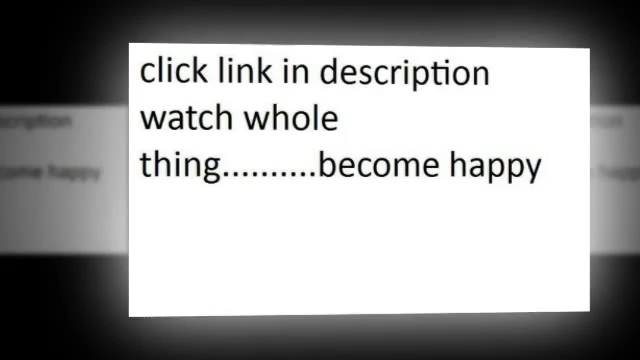 click link in description
watch whole
thing..........become happy